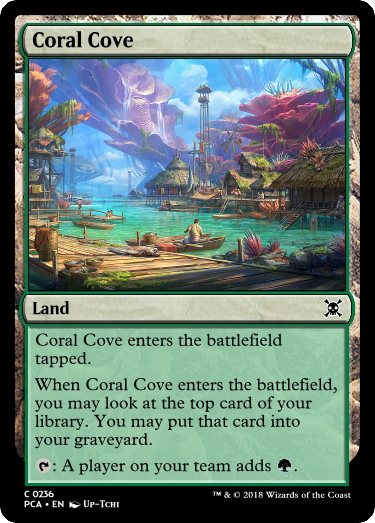 Coral Cove
Land
Coral Cove enters the battlefield
tapped.
When Coral Cove enters the battlefield,
you may look at the top card of your
library. You may put that card into
your graveyard.
: A player on your team adds .
C 0236
PCA • EN Up-Tchi
™ & © 2018 Wizards of the Coast